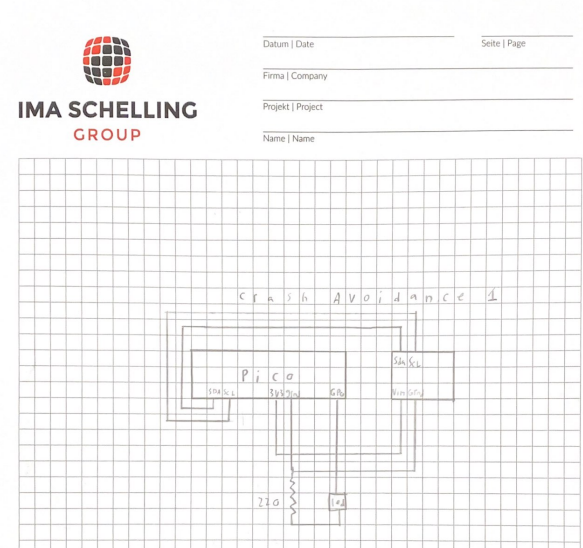 Datum | Date
Seite | Page
Firma | Company
IMA SCHELLING
GROUP
Projekt | Project
Name | Name
Crash Avoidance 1
Sda SCL
Pico
SDA SCL 3V3 gnd GP6
Vin Gnd
220 led